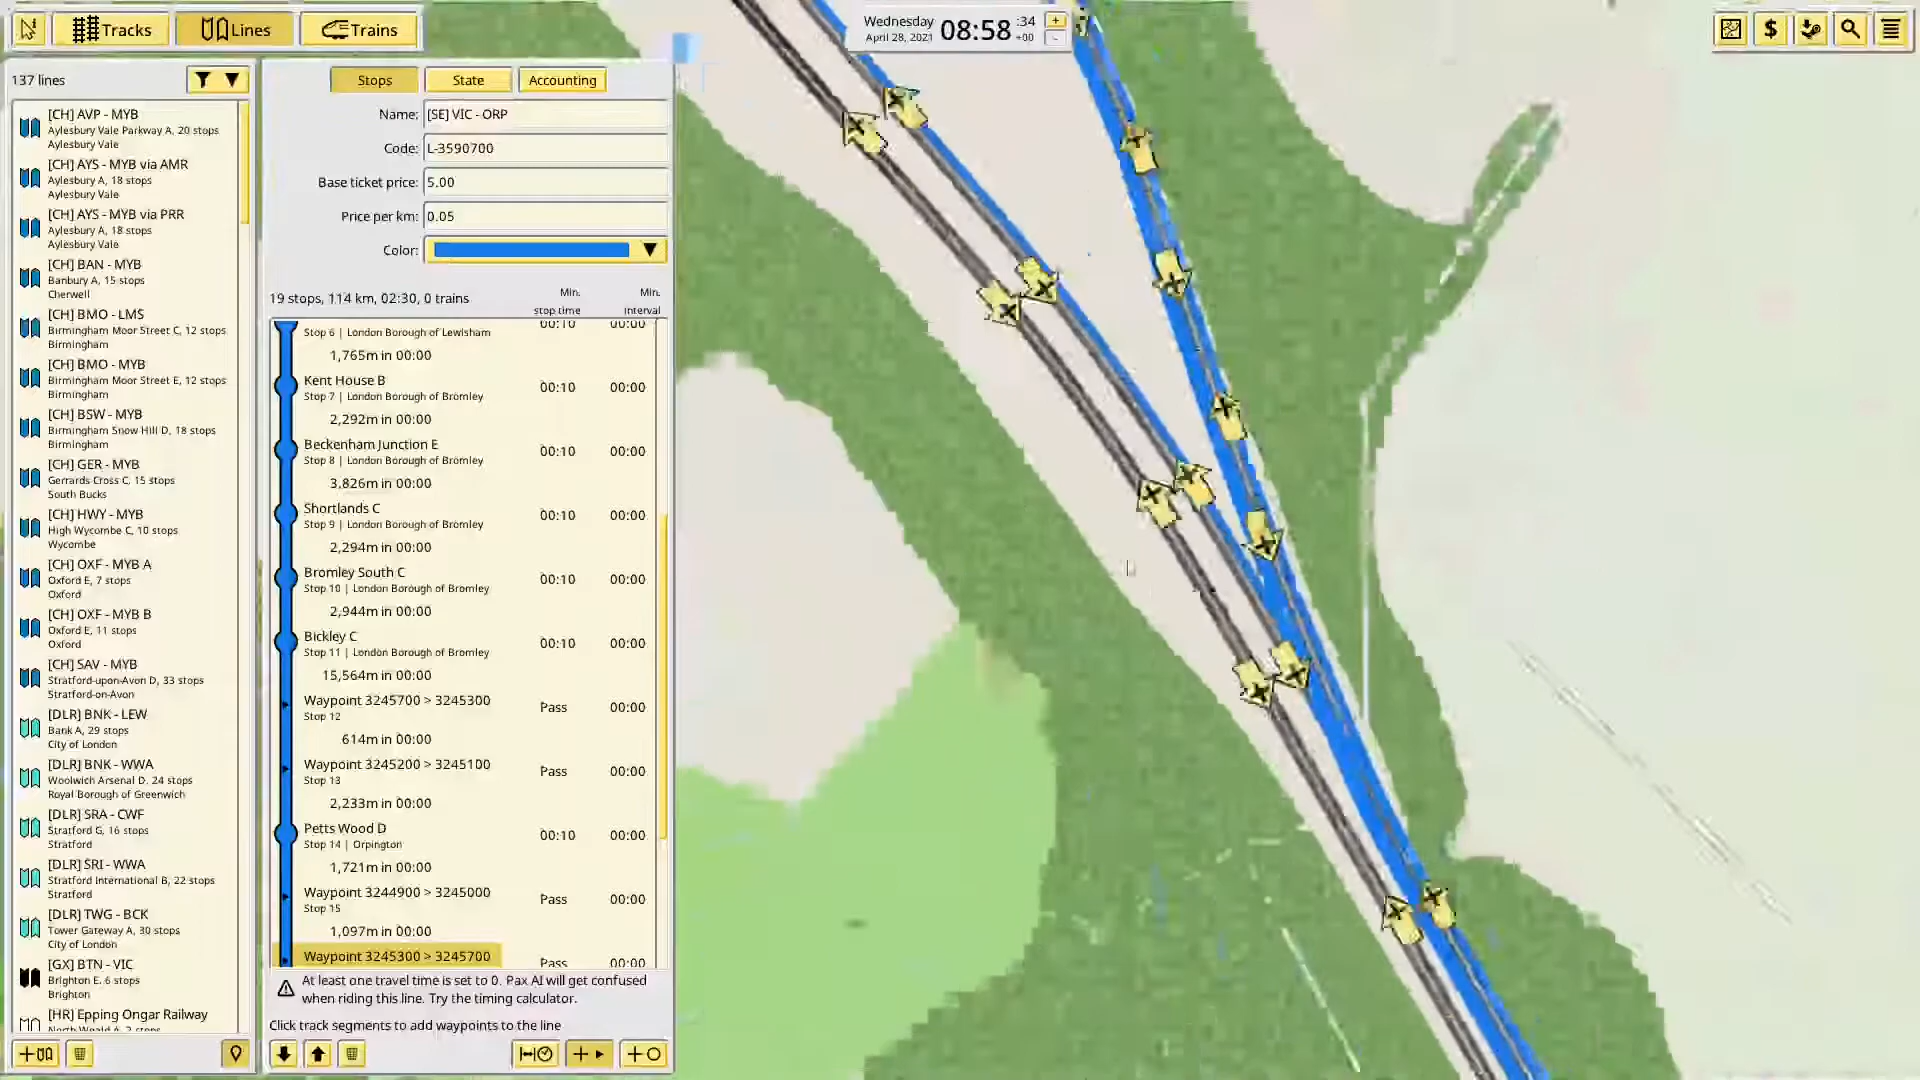 Tracks
Lines
Trains
Wednesday
April 28, 2021
08:58
:34
+00
+
-
$
137 lines
[CH] AVP - MYB
Aylesbury Vale Parkway A, 20 stops
Aylesbury Vale
[CH] AYS - MYB via AMR
Aylesbury A, 18 stops
Aylesbury Vale
[CH] AYS - MYB via PRR
Aylesbury A, 18 stops
Aylesbury Vale
[CH] BAN - MYB
Banbury A, 15 stops
Cherwell
[CH] BMO - LMS
Birmingham Moor Street C, 12 stops
Birmingham
[CH] BMO - MYB
Birmingham Moor Street E, 12 stops
Birmingham
[CH] BSW - MYB
Birmingham Snow Hill D, 18 stops
Birmingham
[CH] GER - MYB
Gerrards Cross C, 15 stops
South Bucks
[CH] HWY - MYB
High Wycombe C, 10 stops
Wycombe
[CH] OXF - MYB A
Oxford E, 7 stops
Oxford
[CH] OXF - MYB B
Oxford E, 11 stops
Oxford
[CH] SAV - MYB
Stratford-upon-Avon D, 33 stops
Stratford-on-Avon
[DLR] BNK - LEW
Bank A, 29 stops
City of London
[DLR] BNK - WWA
Woolwich Arsenal D, 24 stops
Royal Borough of Greenwich
[DLR] SRA - CWF
Stratford G, 16 stops
Stratford
[DLR] SRI - WWA
Stratford International B, 22 stops
Stratford
[DLR] TWG - BCK
Tower Gateway A, 30 stops
City of London
[GX] BTN - VIC
Brighton E, 6 stops
Brighton
[HR] Epping Ongar Railway
North Weald A, 2 stops
Stops
State
Accounting
Name: [SE] VIC - ORP
Code: L-3590700
Base ticket price: 5.00
Price per km: 0.05
Color:
19 stops, 114 km, 02:30, 0 trains
Min. stop time
Min. interval
00:10 00:00
Stop 6 | London Borough of Lewisham
1,765m in 00:00
Kent House B 00:10 00:00
Stop 7 | London Borough of Bromley
2,292m in 00:00
Beckenham Junction E 00:10 00:00
Stop 8 | London Borough of Bromley
3,826m in 00:00
Shortlands C 00:10 00:00
Stop 9 | London Borough of Bromley
2,294m in 00:00
Bromley South C 00:10 00:00
Stop 10 | London Borough of Bromley
2,944m in 00:00
Bickley C 00:10 00:00
Stop 11 | London Borough of Bromley
15,564m in 00:00
Waypoint 3245700 > 3245300 Pass 00:00
Stop 12
614m in 00:00
Waypoint 3245200 > 3245100 Pass 00:00
Stop 13
2,233m in 00:00
Petts Wood D 00:10 00:00
Stop 14 | Orpington
1,721m in 00:00
Waypoint 3244900 > 3245000 Pass 00:00
Stop 15
1,097m in 00:00
Waypoint 3245300 > 3245700 Pass 00:00
At least one travel time is set to 0. Pax AI will get confused
when riding this line. Try the timing calculator.
Click track segments to add waypoints to the line